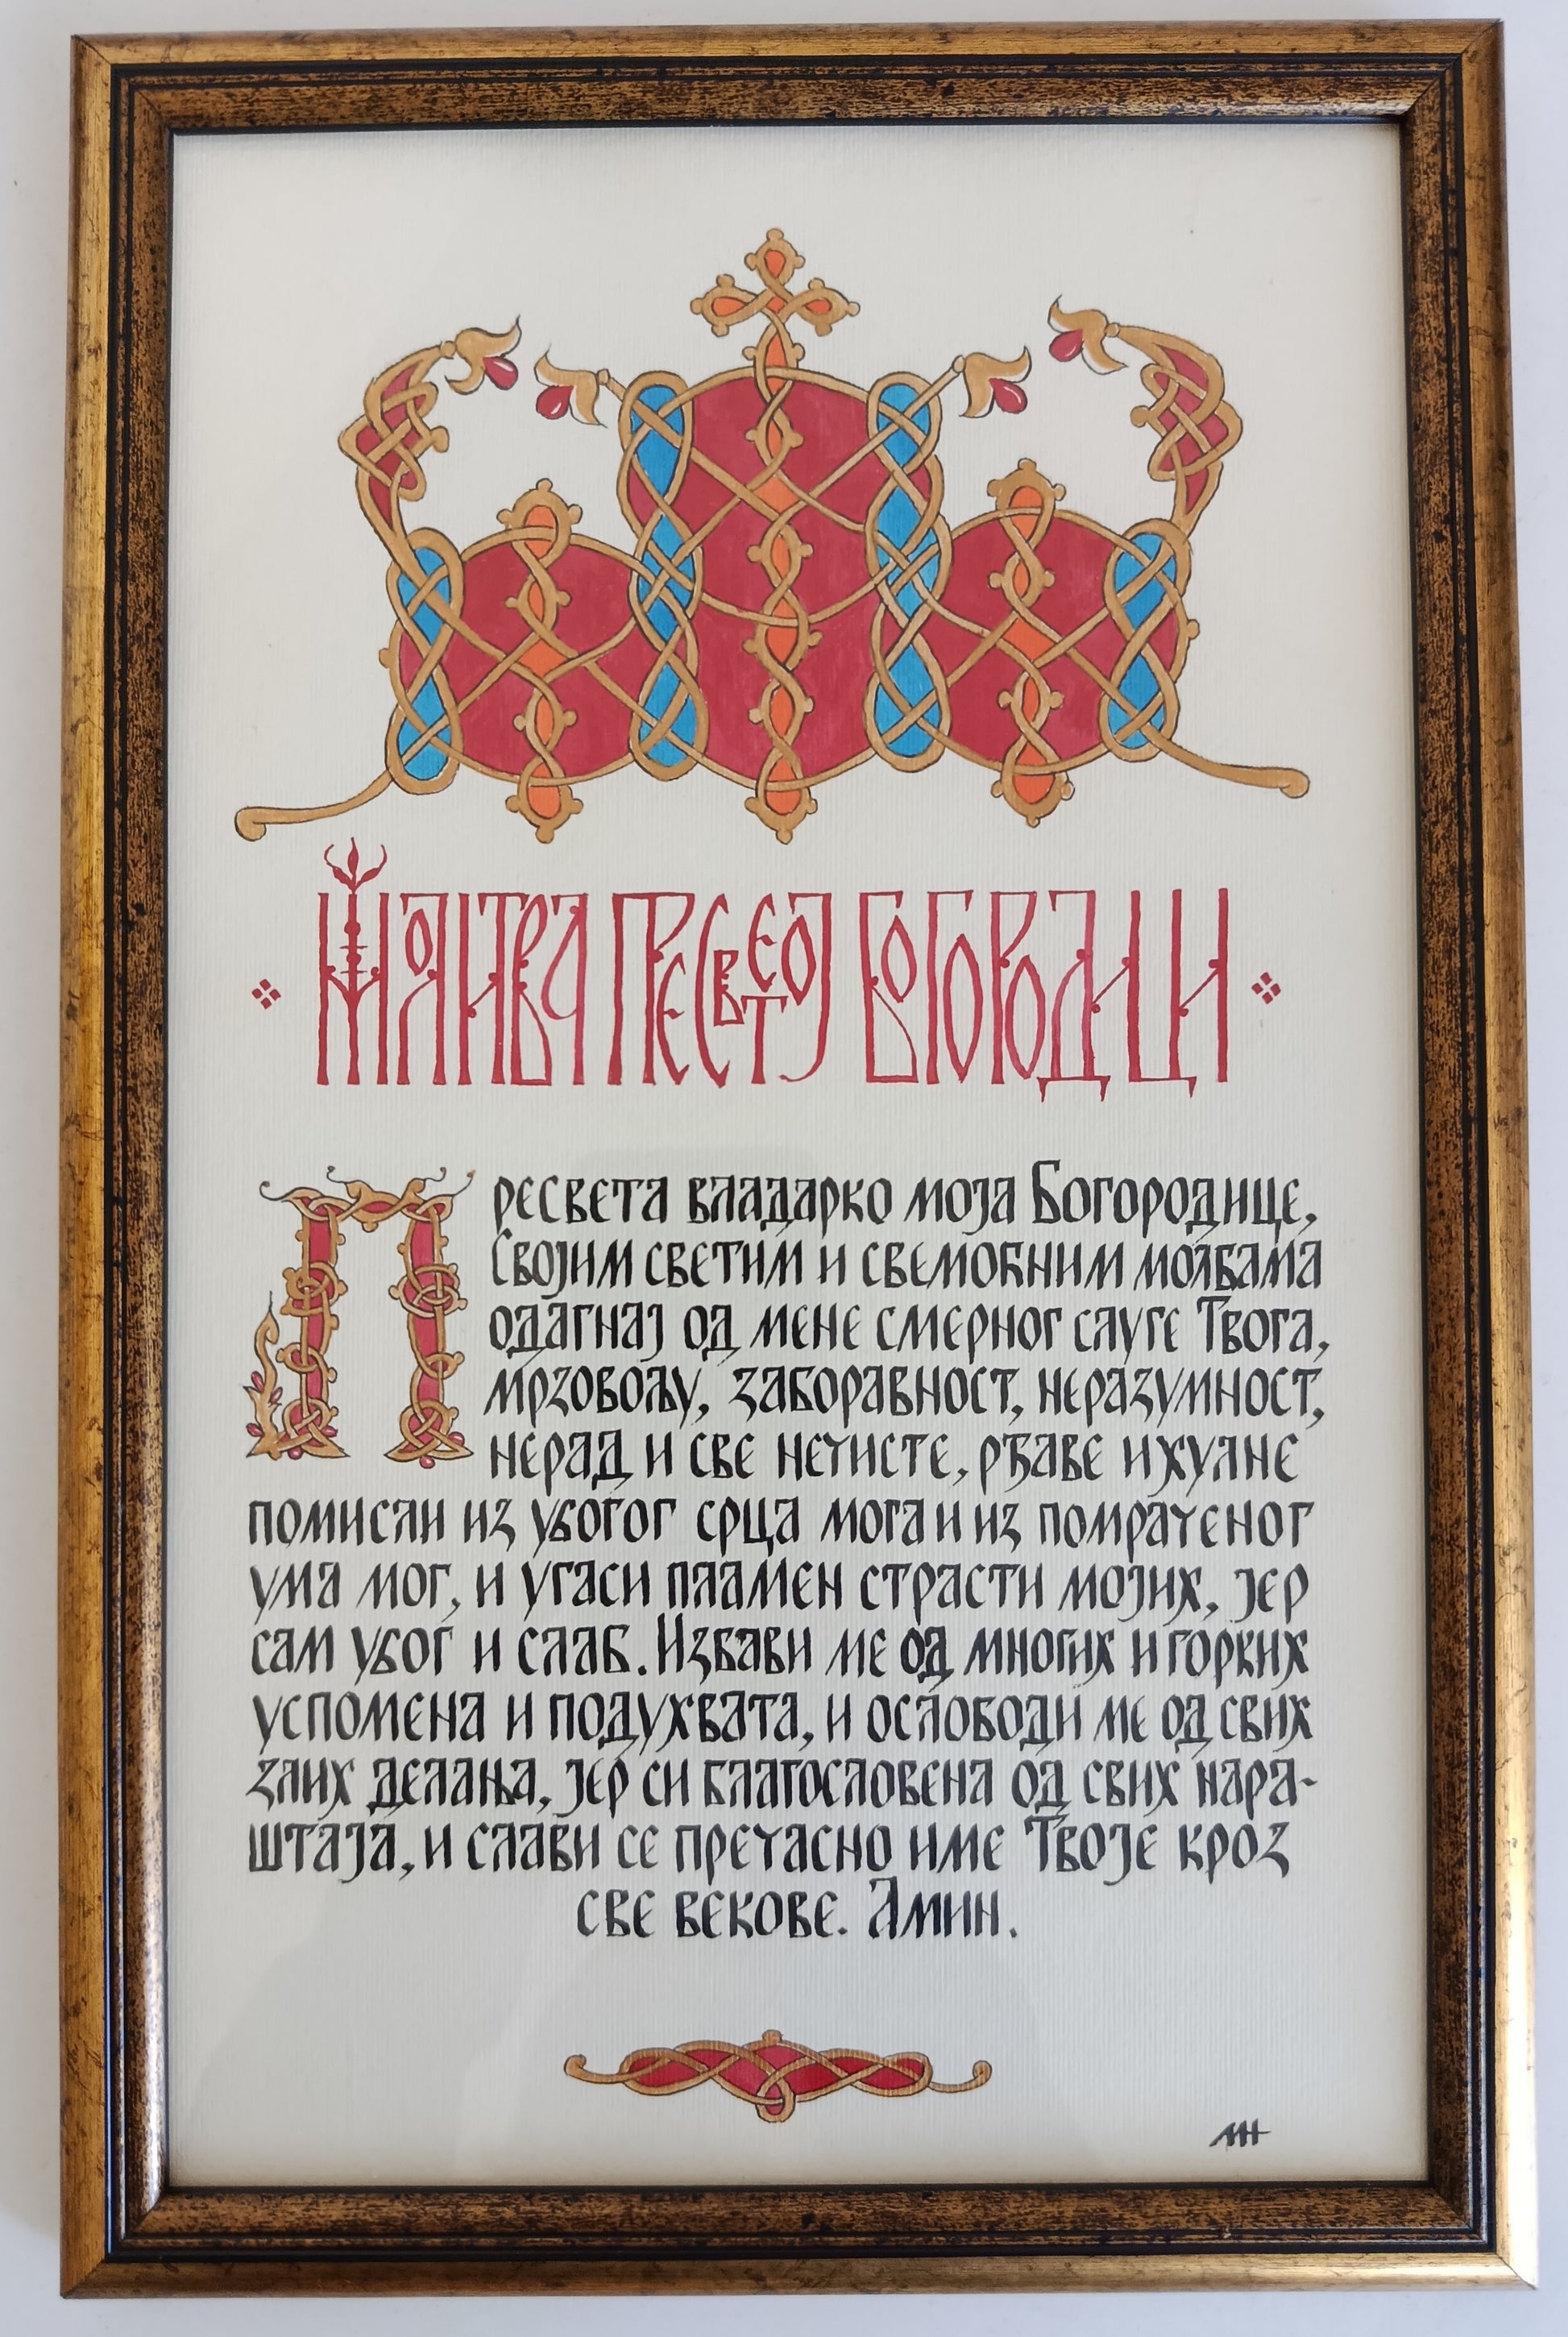 МОЛИТВА ПРЕСВЕТОЈ БОГОРОДИЦИ
Пресвета владарко моја Богородице,
Својим светим и свемоћним молбама
одагнај од мене смерног слуге Твога,
мрзовољу, заборавност, неразумност,
нерад и све нечисте, рђаве и хулне
помисли из убогог срца мога и из помраченог
ума мог, и угаси пламен страсти мојих, јер
сам убог и слаб. Избави ме од многих и горких
успомена и подухвата, и ослободи ме од свих
злих делања, јер си благословена од свих нара-
штаја, и слави се пречасно име Твоје кроз
све векове. Амин.
МН